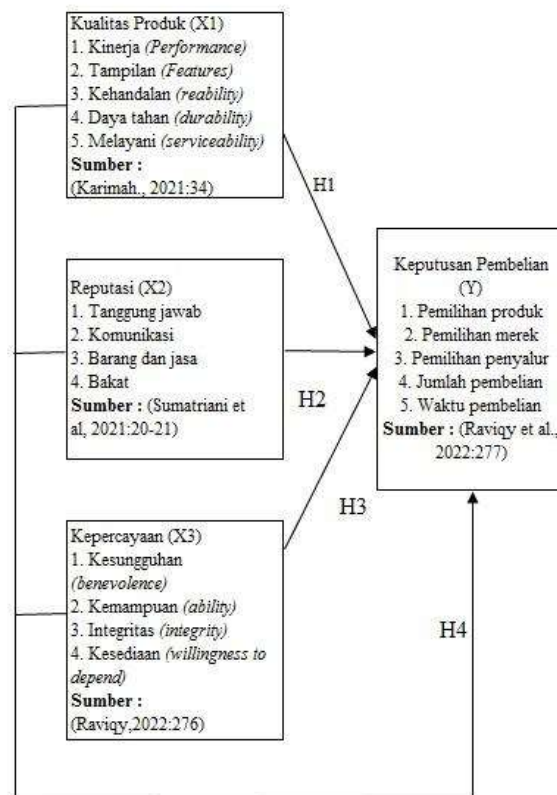 Kualitas Produk (X1)
1. Kinerja (Performance)
2. Tampilan (Features)
3. Kehandalan (reability)
4. Daya tahan (durability)
5. Melayani (serviceability)
Sumber :
(Karimah., 2021:34)
H1
Reputasi (X2)
1. Tanggung jawab
2. Komunikasi
3. Barang dan jasa
4. Bakat
Sumber : (Sumatriani et
al, 2021:20-21)
H2
Kepercayaan (X3)
1. Kesungguhan
(benevolence)
2. Kemampuan (ability)
3. Integritas (integrity)
4. Kesediaan (willingness to
depend)
Sumber :
(Raviqy,2022:276)
H3
Keputusan Pembelian
(Y)
1. Pemilihan produk
2. Pemilihan merek
3. Pemilihan penyalur
4. Jumlah pembelian
5. Waktu pembelian
Sumber : (Raviqy et al.,
2022:277)
H4